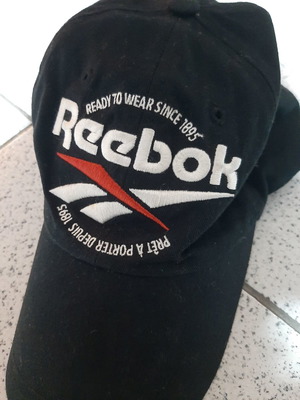 READY TO WEAR SINCE 1895
Reebok
PRÊT À PORTER DEPUIS 1895